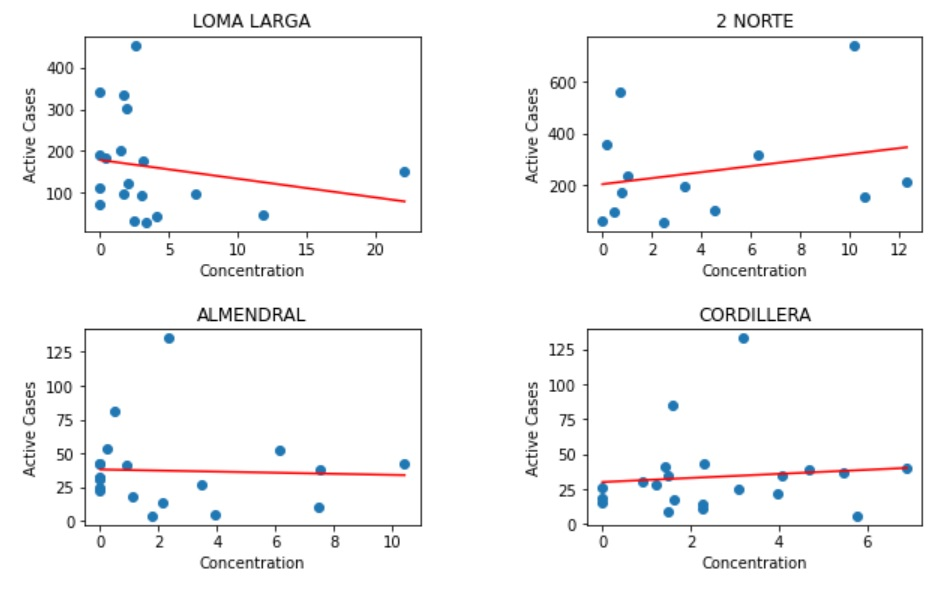 LOMA LARGA
400
300
200
100
Active Cases
0 5 10 15 20
Concentration
2 NORTE
600
400
200
Active Cases
0 2 4 6 8 10 12
Concentration
ALMENDRAL
125
100
75
50
25
0
Active Cases
0 2 4 6 8 10
Concentration
CORDILLERA
125
100
75
50
25
0
Active Cases
0 2 4 6
Concentration